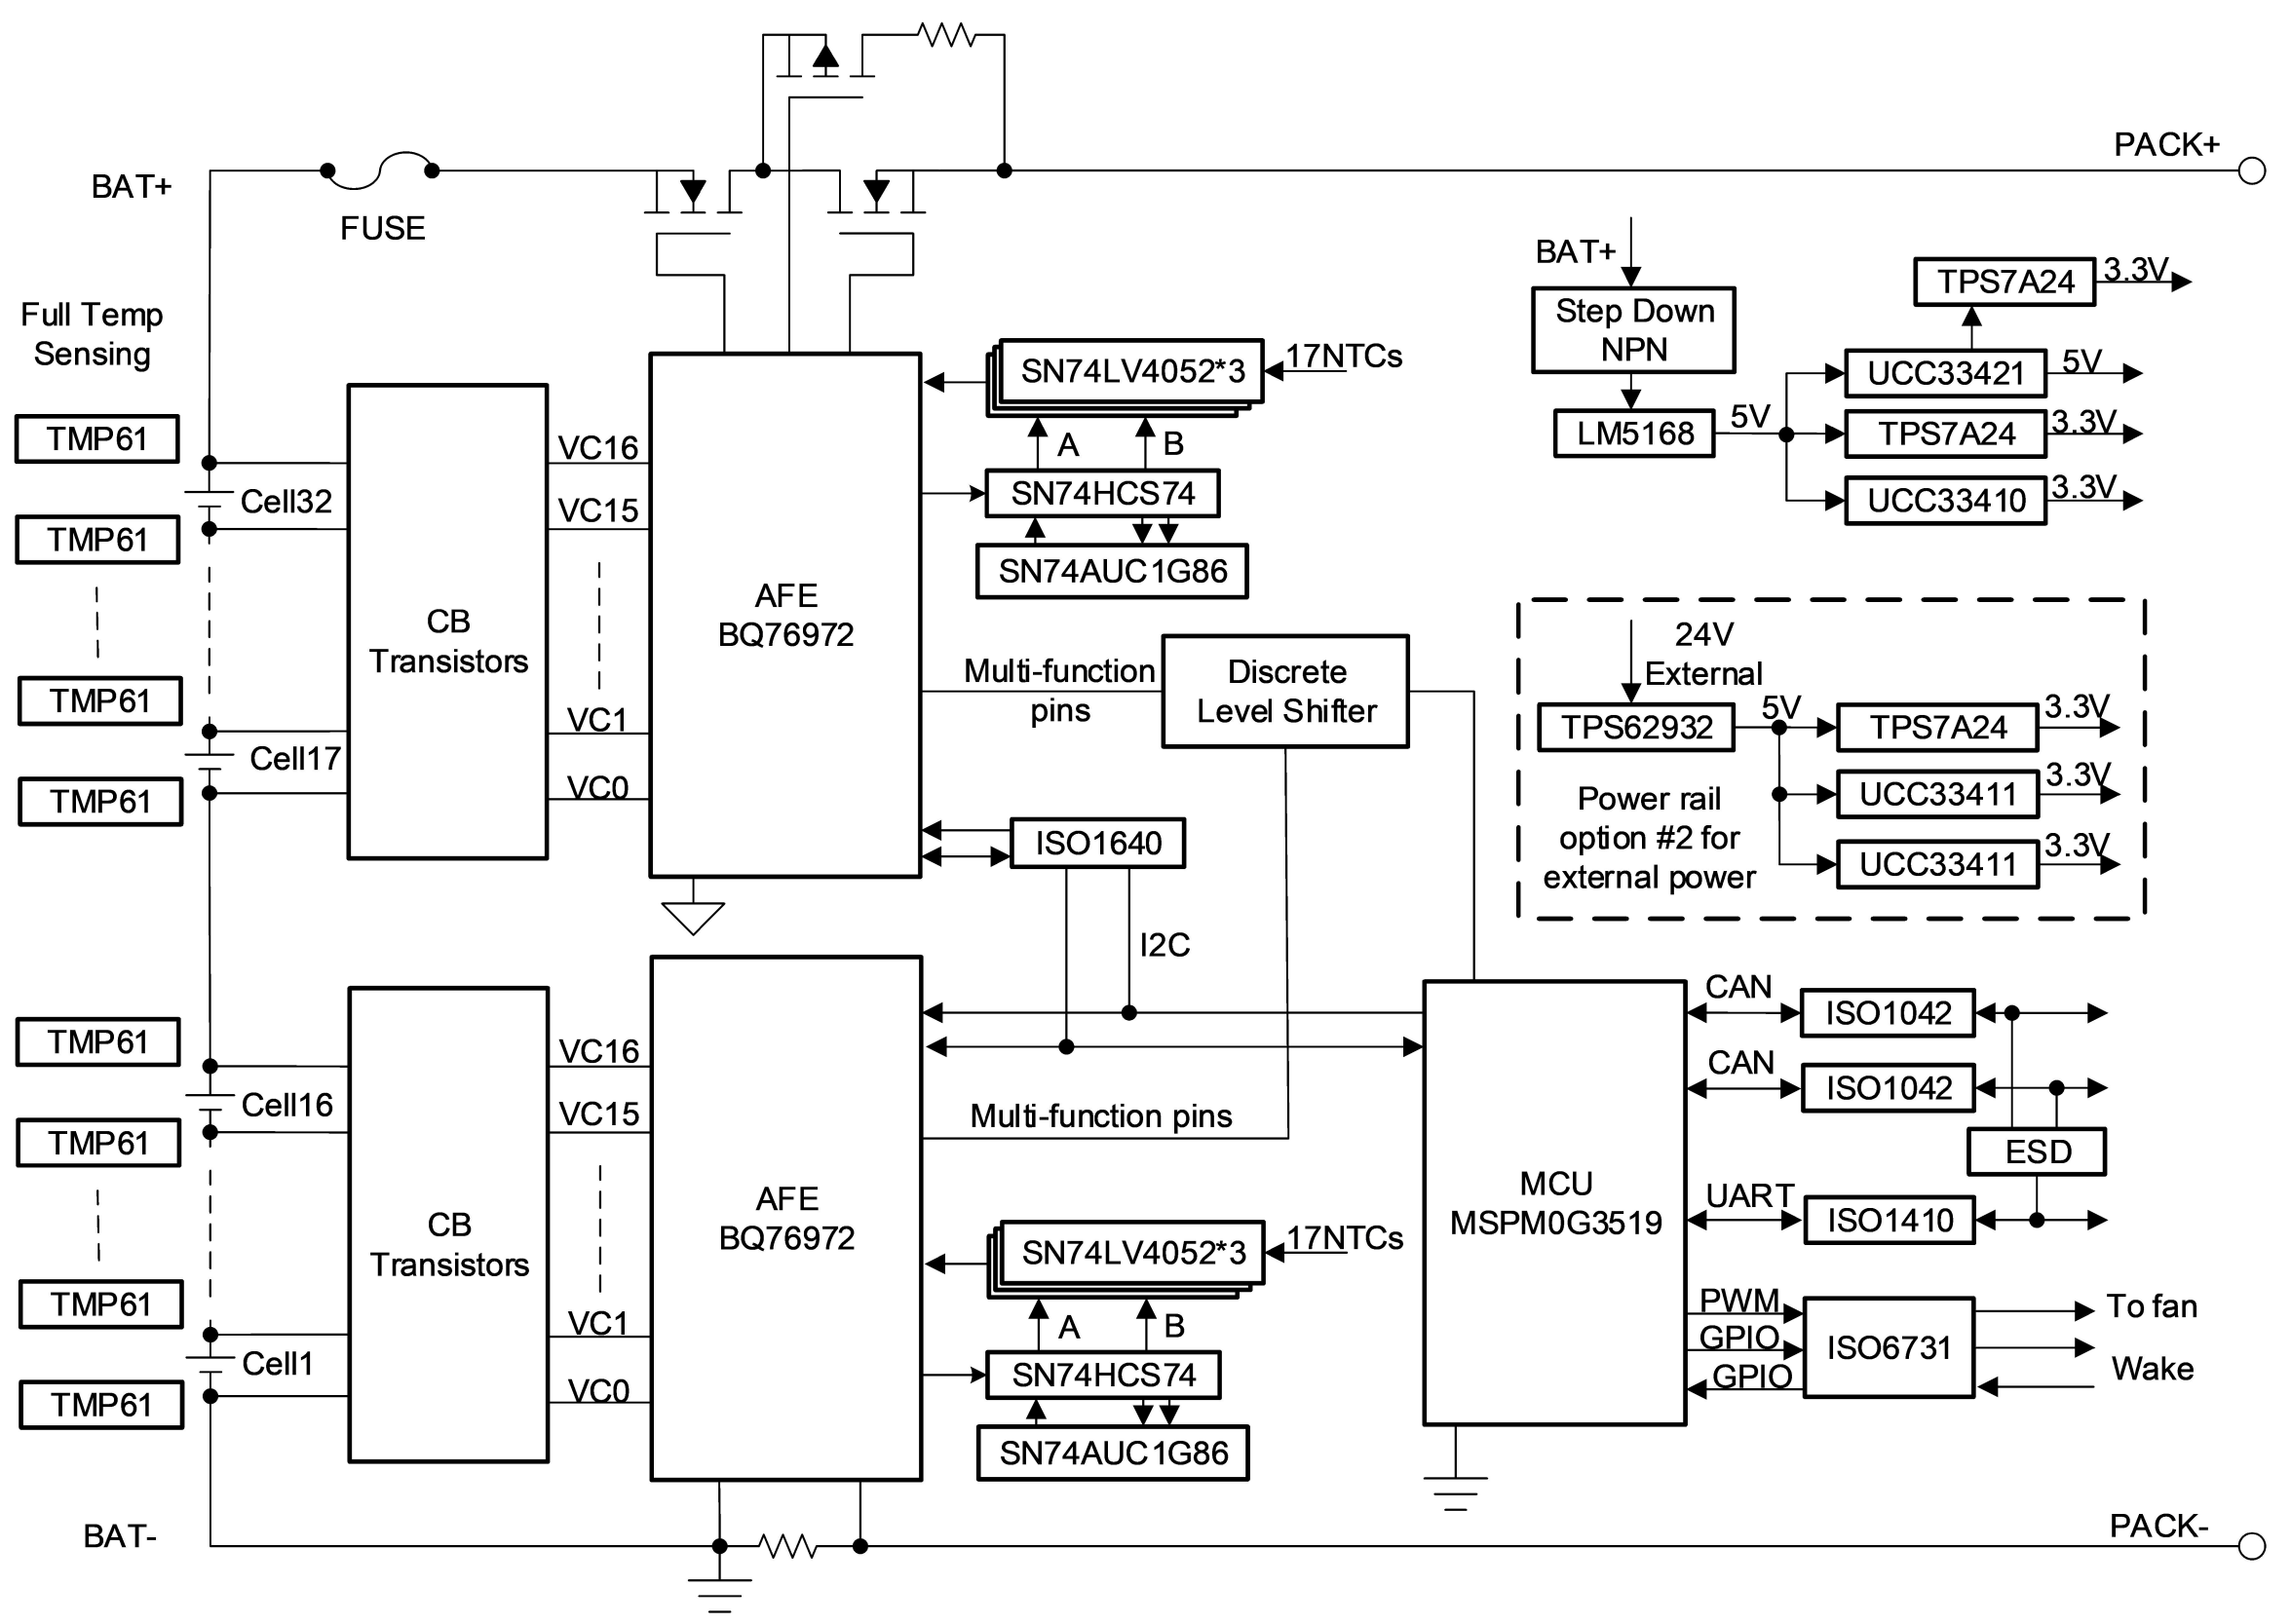 PACK+
BAT+
FUSE
BAT+
Step Down
NPN
LM5168
5V
TPS7A24
3.3V
UCC33421
5V
TPS7A24
3.3V
UCC33410
3.3V
Full Temp
Sensing
TMP61
TMP61
TMP61
TMP61
Cell32
Cell17
CB
Transistors
VC16
VC15
VC1
VC0
AFE
BQ76972
SN74LV4052*3
17NTCs
A
B
SN74HCS74
SN74AUC1G86
Multi-function
pins
Discrete
Level Shifter
ISO1640
I2C
24V
External
TPS62932
5V
TPS7A24
3.3V
UCC33411
3.3V
UCC33411
3.3V
Power rail
option #2 for
external power
TMP61
TMP61
TMP61
TMP61
Cell16
Cell1
CB
Transistors
VC16
VC15
VC1
VC0
AFE
BQ76972
Multi-function pins
SN74LV4052*3
17NTCs
A
B
SN74HCS74
SN74AUC1G86
MCU
MSPM0G3519
CAN
ISO1042
CAN
ISO1042
ESD
UART
ISO1410
PWM
GPIO
GPIO
ISO6731
To fan
Wake
BAT-
PACK-